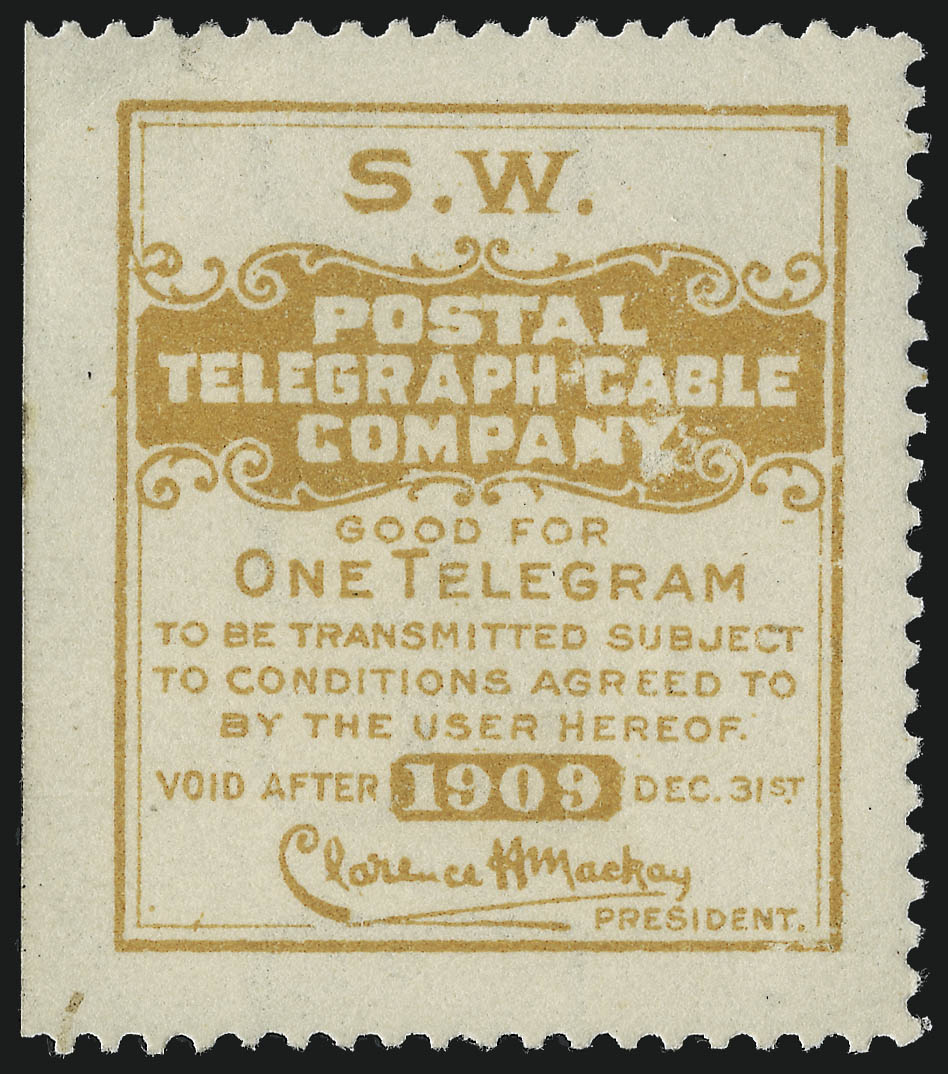 S.W.
POSTAL
TELEGRAPH-CABLE
COMPANY
GOOD FOR
ONE TELEGRAM
TO BE TRANSMITTED SUBJECT
TO CONDITIONS AGREED TO
BY THE USER HEREOF.
VOID AFTER 1909 DEC. 31ST
Clarence H Mackay
PRESIDENT.